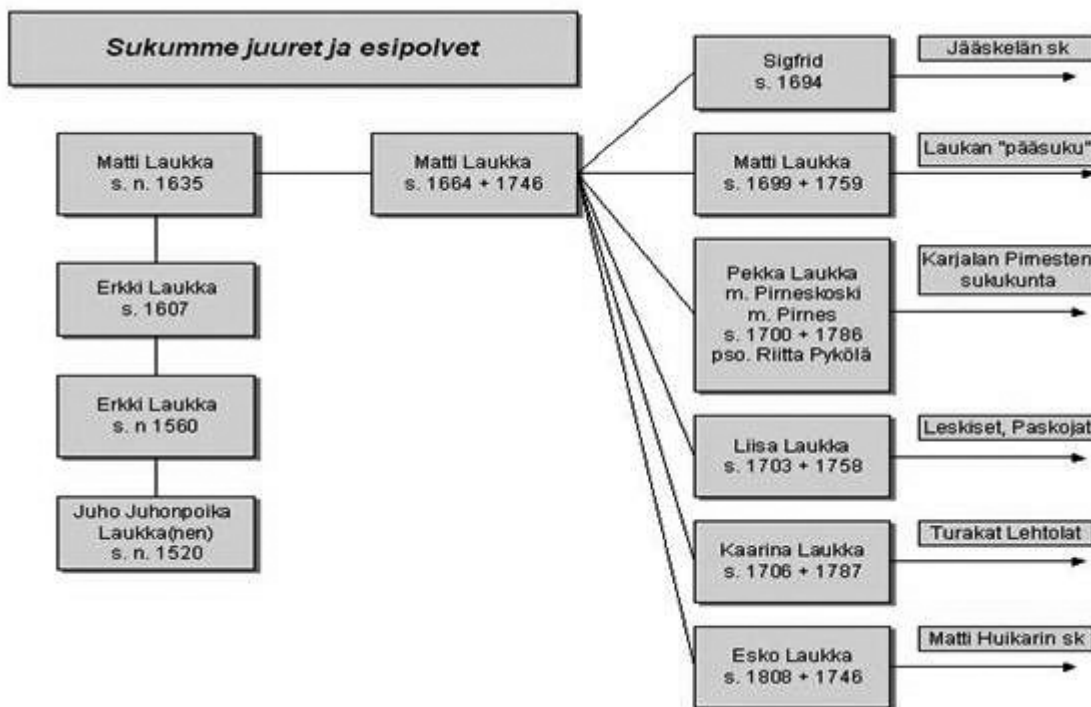 Sukumme juuret ja esipolvet
Matti Laukka
s. n. 1635
Erkki Laukka
s. 1607
Erkki Laukka
s. n 1560
Juho Juhonpoika
Laukka(nen)
s. n. 1520
Matti Laukka
s. 1664 + 1746
Sigfrid
s. 1694
Jääskelän sk
Matti Laukka
s. 1699 + 1759
Laukan "pääsuku"
Pekka Laukka
m. Pirneskoski
m. Pirnes
s. 1700 + 1786
pso. Riitta Pykölä
Karjalan Pirnesten
sukukunta
Liisa Laukka
s. 1703 + 1758
Leskiset, Paskojat
Kaarina Laukka
s. 1706 + 1787
Turakat Lehtolat
Esko Laukka
s. 1808 + 1746
Matti Huikarin sk